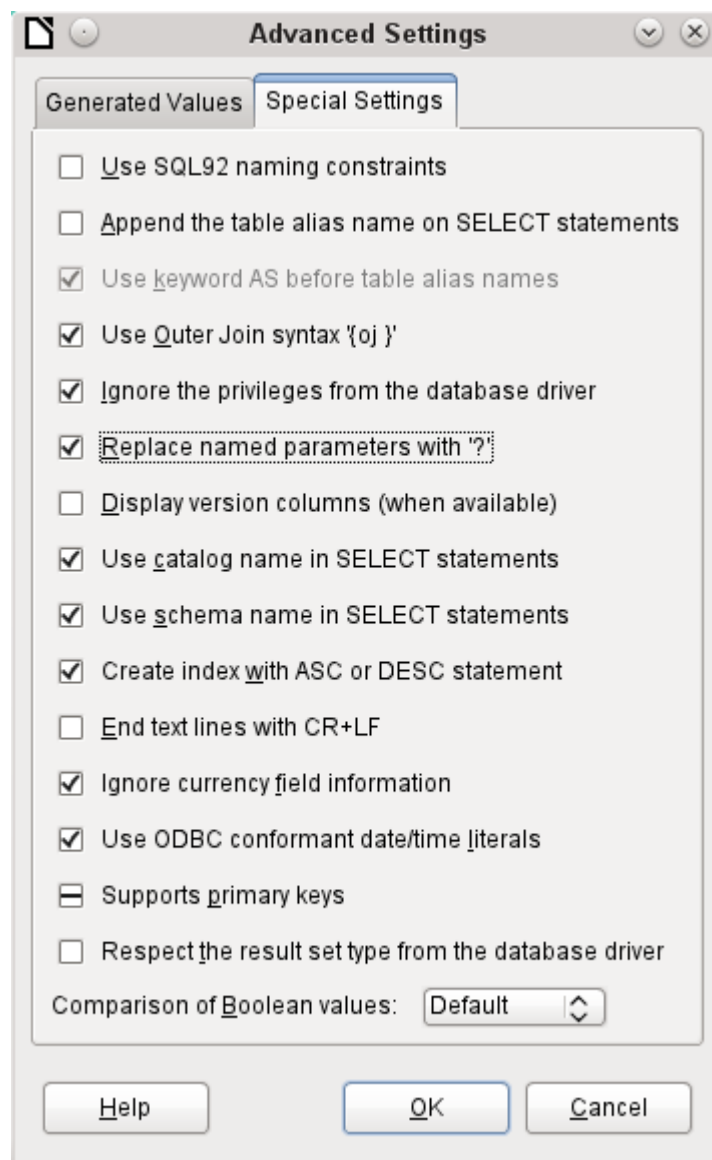 Advanced Settings
Generated Values
Special Settings
Use SQL92 naming constraints
Append the table alias name on SELECT statements
Use keyword AS before table alias names
Use Outer Join syntax '{oj }'
Ignore the privileges from the database driver
Replace named parameters with '?'
Display version columns (when available)
Use catalog name in SELECT statements
Use schema name in SELECT statements
Create index with ASC or DESC statement
End text lines with CR+LF
Ignore currency field information
Use ODBC conformant date/time literals
Supports primary keys
Respect the result set type from the database driver
Comparison of Boolean values: Default
Help OK Cancel